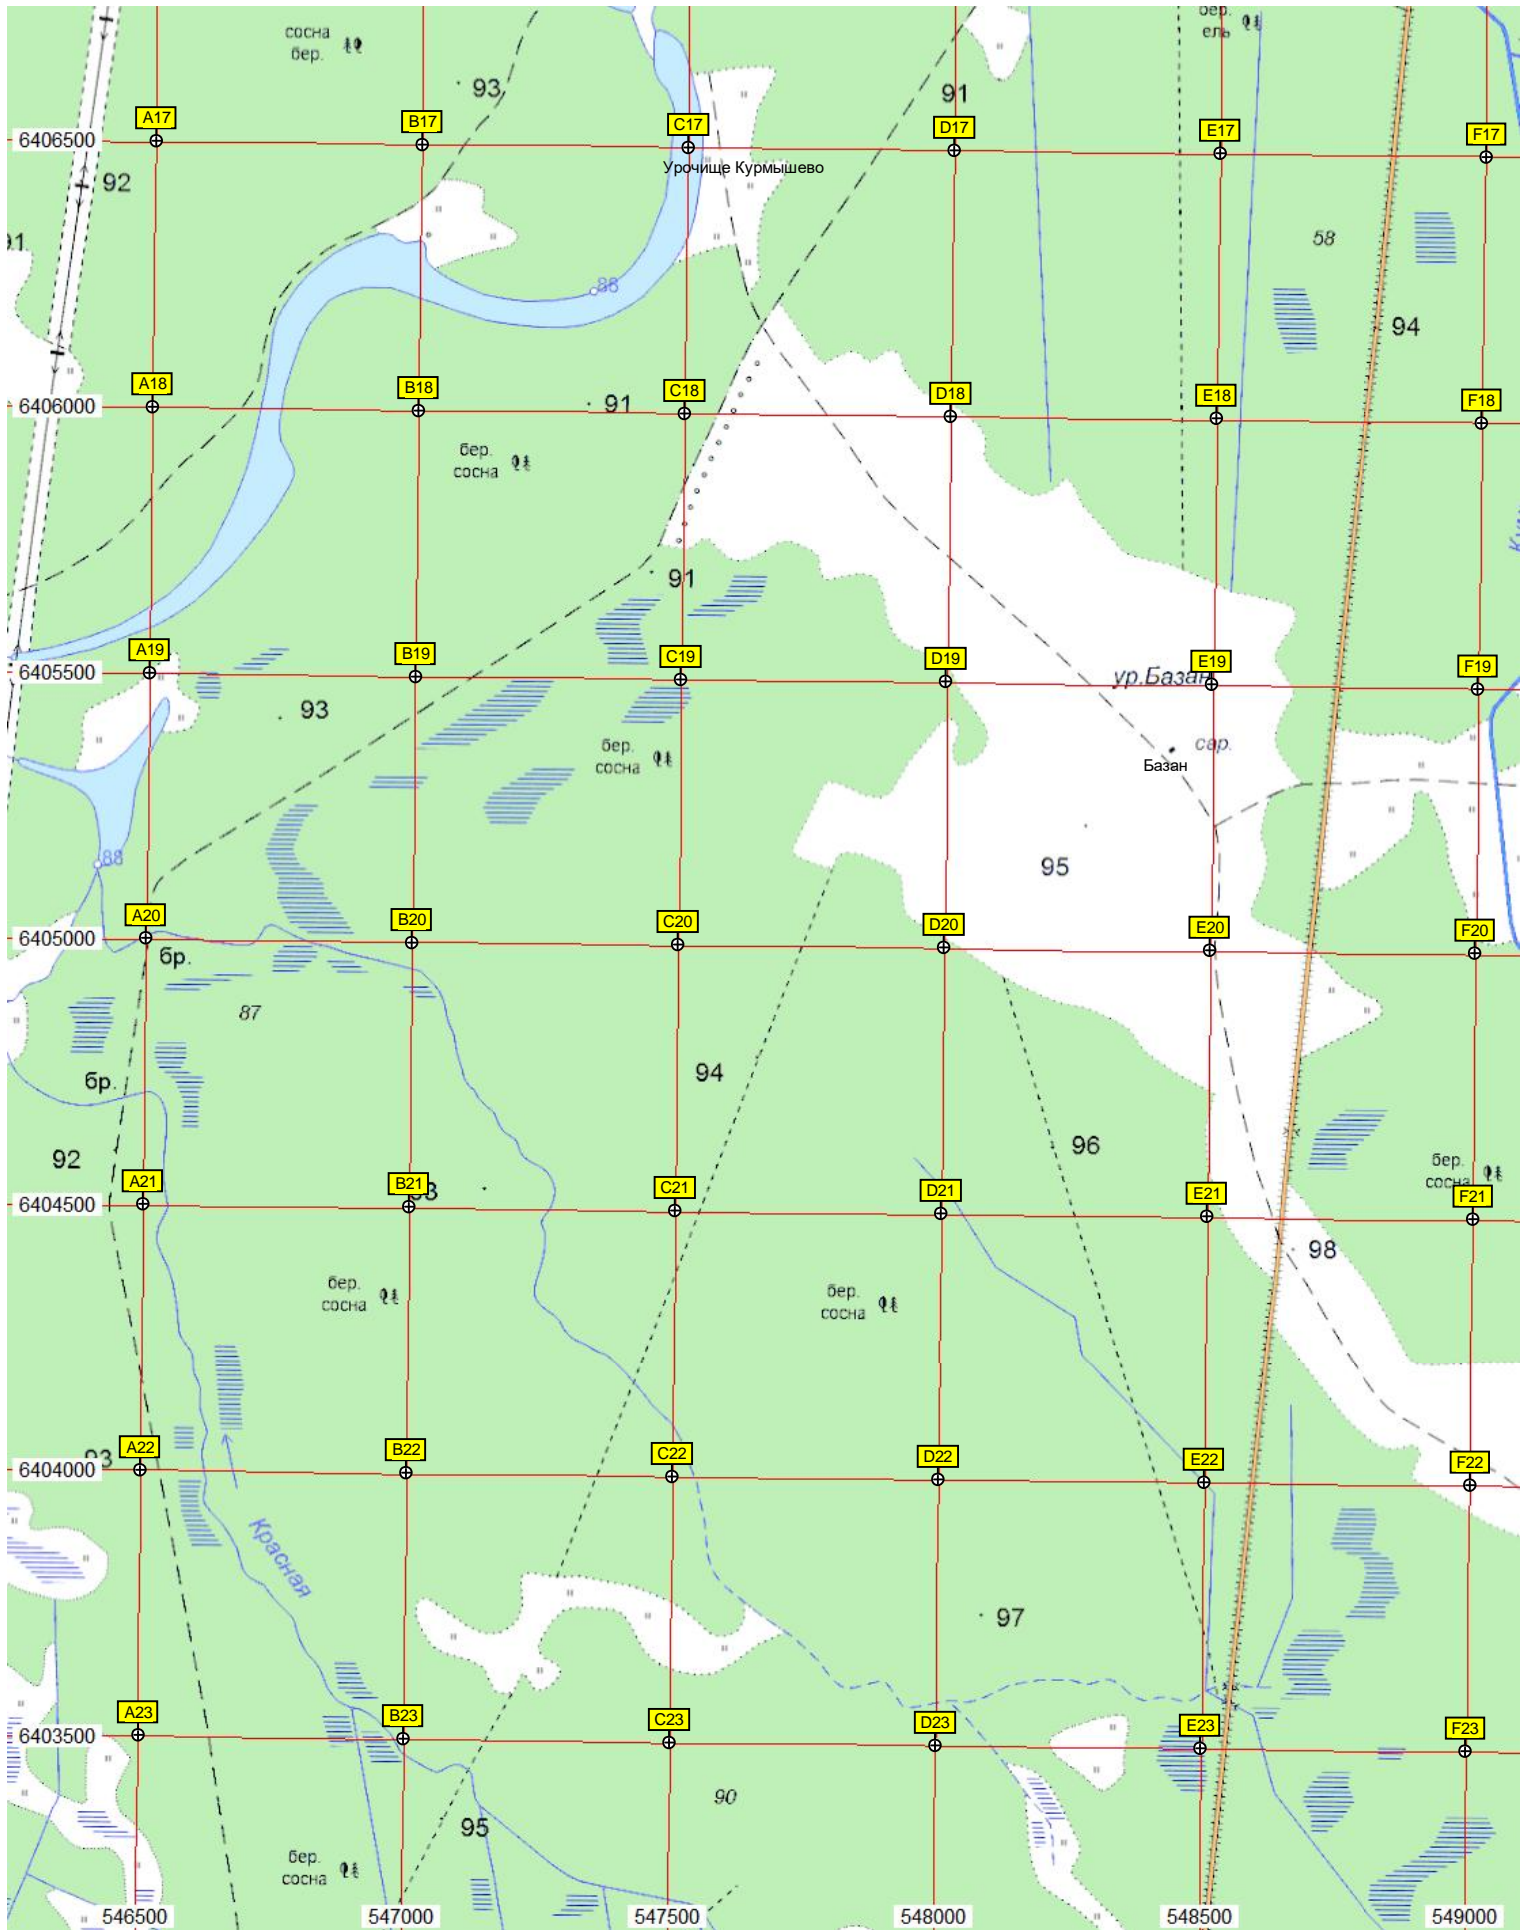 сосна
бер.
бер.
ель
93
91
A17
B17
C17
D17
E17
F17
6406500
Урочище Курмышево
92
91
58
88
94
A18
B18
C18
D18
E18
F18
6406000
91
бер.
сосна
91
A19
B19
C19
D19
E19
F19
6405500
ур.Базан
93
бер.
сосна
сар.
Базан
88
95
A20
B20
C20
D20
E20
F20
6405000
бр.
87
94
бр.
96
92
бер.
сосна
A21
B21
C21
D21
E21
F21
93
6404500
98
бер.
сосна
бер.
сосна
A22
B22
C22
D22
E22
F22
93
6404000
Красная
97
A23
B23
C23
D23
E23
F23
6403500
90
95
бер.
сосна
546500
547000
547500
548000
548500
549000